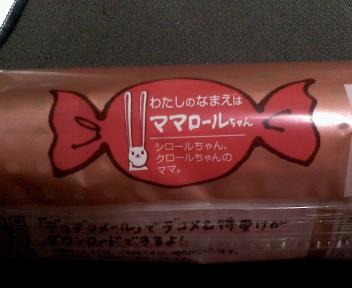 わたしのなまえは
ママロールちゃん
シロールちゃん、
クロールちゃんの
ママ。
「デコデコメール」で デコメ&待受けが
ダウンロードできるよ!